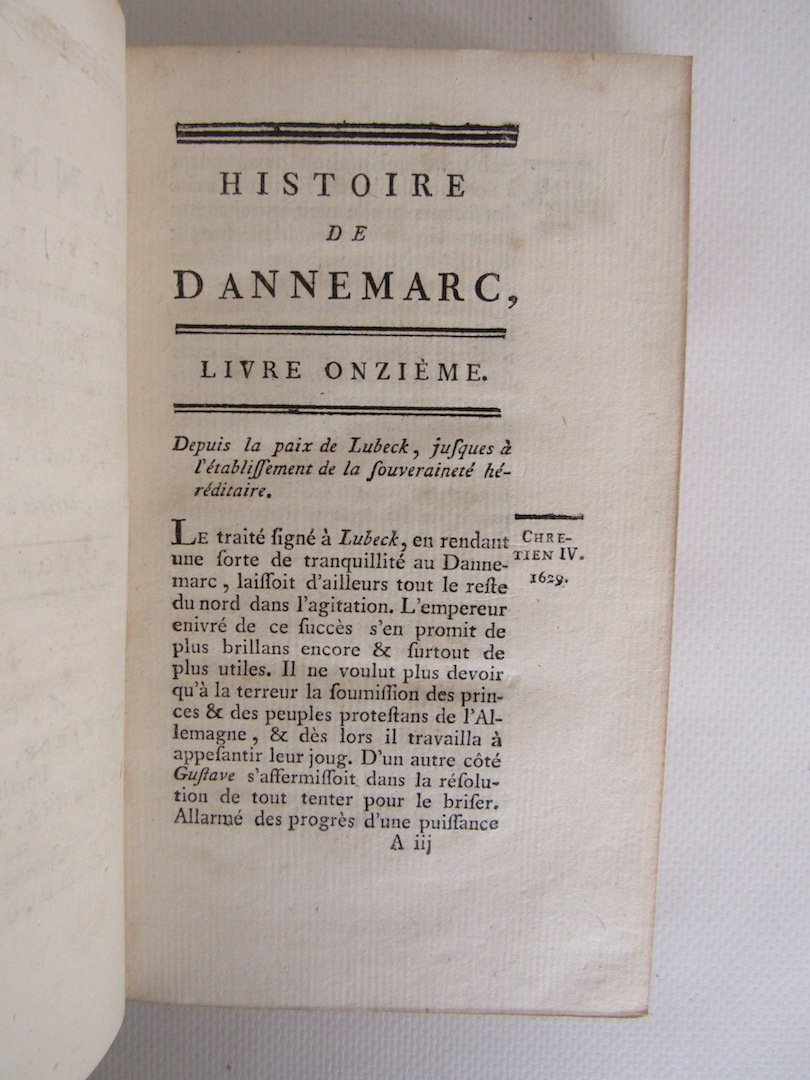 HISTOIRE
DE
DANNEMARC,
LIVRE ONZIÈME.
Depuis la paix de Lubeck, juſques à
l'établiſſement de la ſouveraineté hé-
réditaire.
LE traité ſigné à Lubeck, en rendant
une ſorte de tranquillité au Danne-
marc, laiſſoit d'ailleurs tout le reſte
du nord dans l'agitation. L'empereur
enivré de ce ſuccès s'en promit de
plus brillans encore & ſurtout de
plus utiles. Il ne voulut plus devoir
qu'à la terreur la ſoumiſſion des prin-
ces & des peuples proteſtans de l'Al-
lemagne, & dès lors il travailla à
appeſantir leur joug. D'un autre côté
Guſtave s'affermiſſoit dans la réſolu-
tion de tout tenter pour le briſer.
Allarmé des progrès d'une puiſſance
A iij
CHRE-
TIEN IV.
1629.